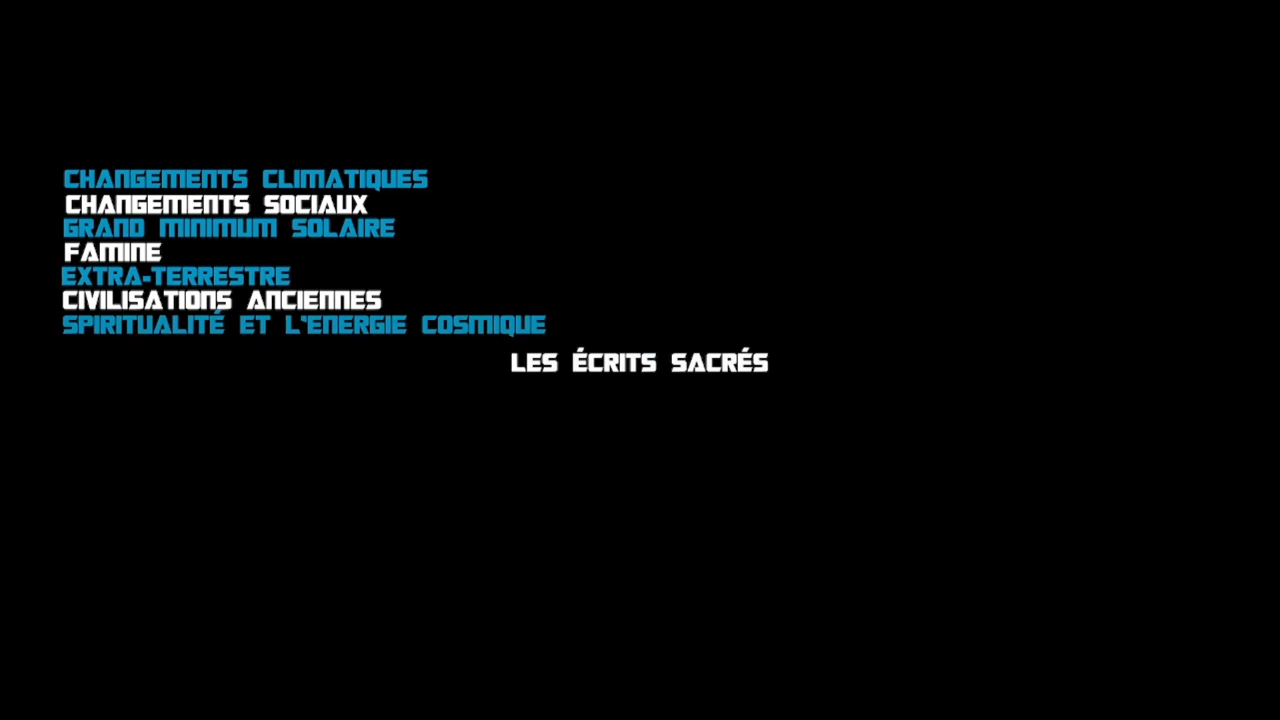 CHANGEMENTS CLIMATIQUES
CHANGEMENTS SOCIAUX
GRAND MINIMUM SOLAIRE
FAMINE
EXTRA-TERRESTRE
CIVILISATIONS ANCIENNES
SPIRITUALITÉ ET L'ENERGIE COSMIQUE
LES ÉCRITS SACRÉS